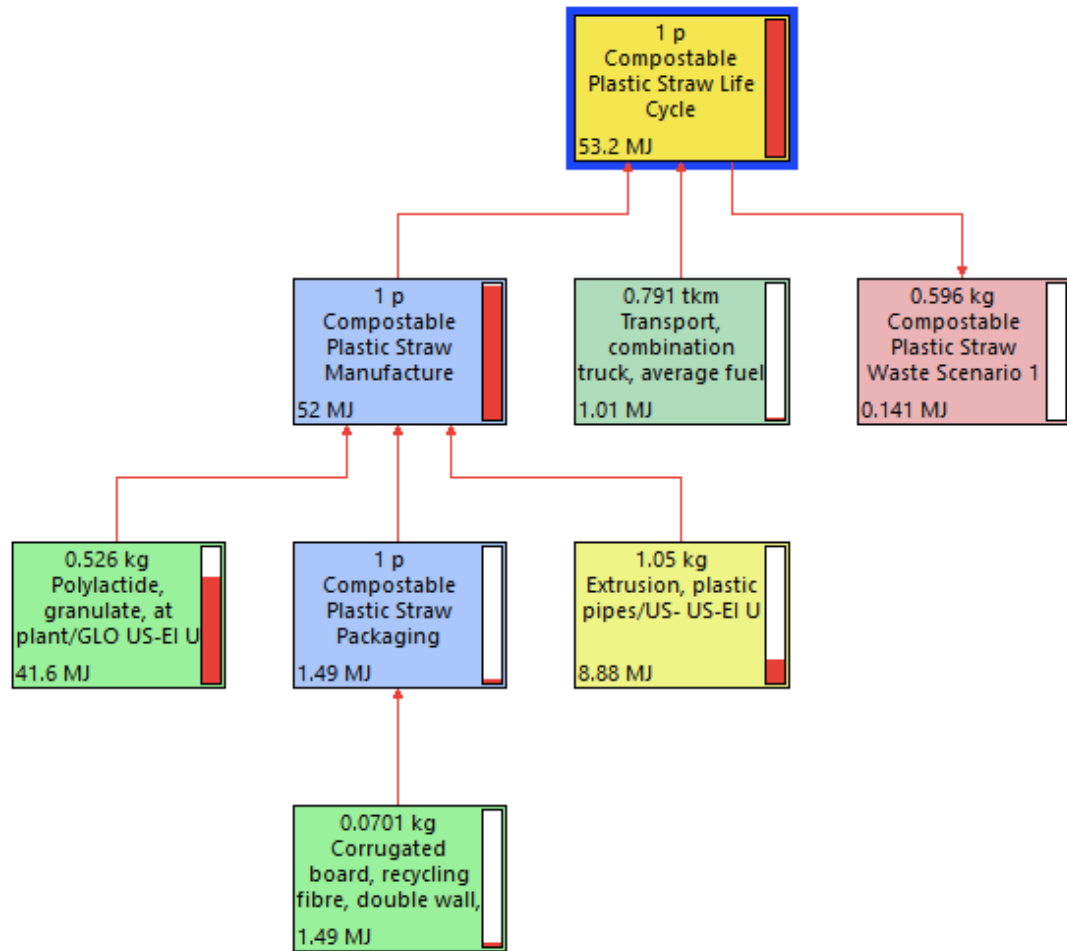 1 p
Compostable
Plastic Straw Life
Cycle
53.2 MJ
1 p
Compostable
Plastic Straw
Manufacture
52 MJ
0.791 tkm
Transport,
combination
truck, average fuel
1.01 MJ
0.596 kg
Compostable
Plastic Straw
Waste Scenario 1
0.141 MJ
0.526 kg
Polylactide,
granulate, at
plant/GLO US-EI U
41.6 MJ
1 p
Compostable
Plastic Straw
Packaging
1.49 MJ
1.05 kg
Extrusion, plastic
pipes/US- US-EI U
8.88 MJ
0.0701 kg
Corrugated
board, recycling
fibre, double wall,
1.49 MJ